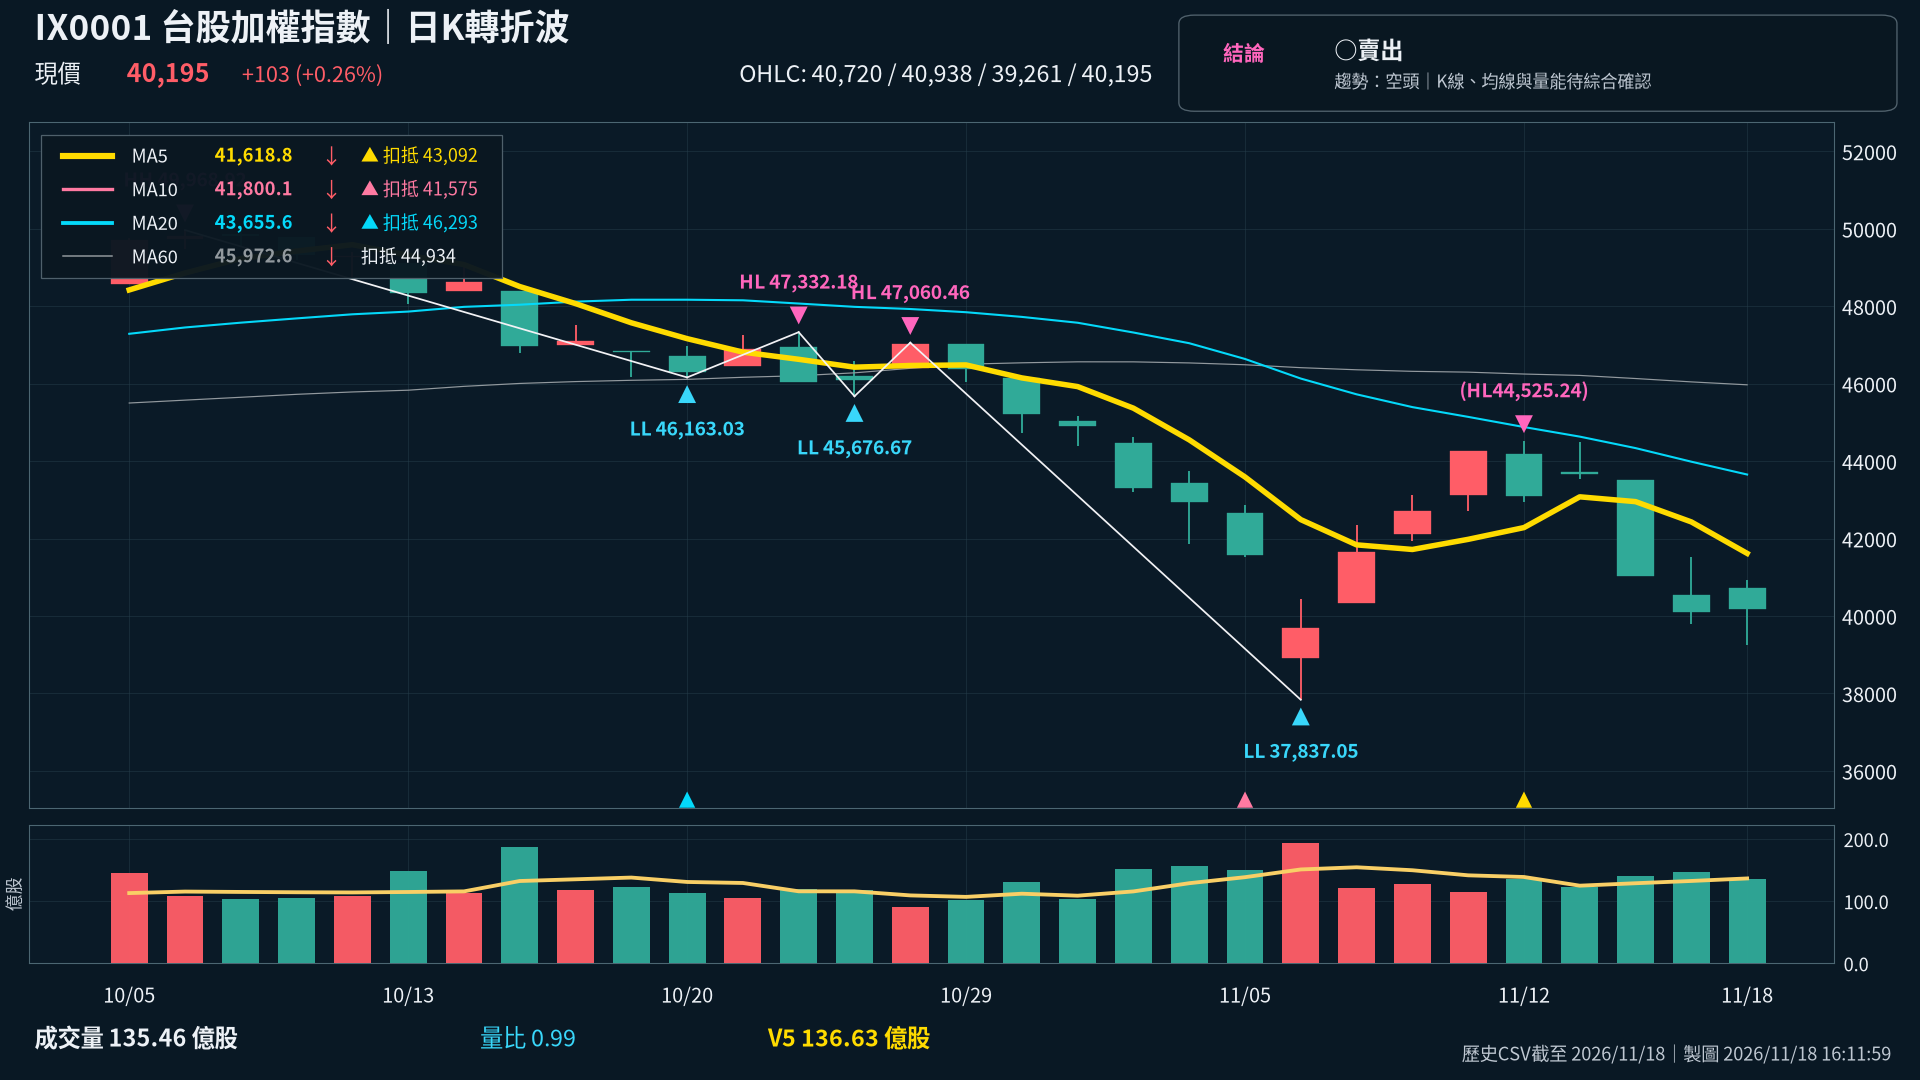 IX0001 台股加權指數｜日K轉折波
現價 40,195 +103 (+0.26%)
OHLC: 40,720 / 40,938 / 39,261 / 40,195
結論 ○賣出
趨勢：空頭｜K線、均線與量能待綜合確認
MA5 41,618.8 ↓ ▲扣抵 43,092
MA10 41,800.1 ↓ ▲扣抵 41,575
MA20 43,655.6 ↓ ▲扣抵 46,293
MA60 45,972.6 ↓ 扣抵 44,934
HL 47,332.18
HL 47,060.46
(HL44,525.24)
LL 46,163.03
LL 45,676.67
LL 37,837.05
52000
50000
48000
46000
44000
42000
40000
38000
36000
200.0
100.0
0.0
億股
10/05 10/13 10/20 10/29 11/05 11/12 11/18
成交量 135.46 億股 量比 0.99 V5 136.63 億股
歷史CSV截至 2026/11/18｜製圖 2026/11/18 16:11:59